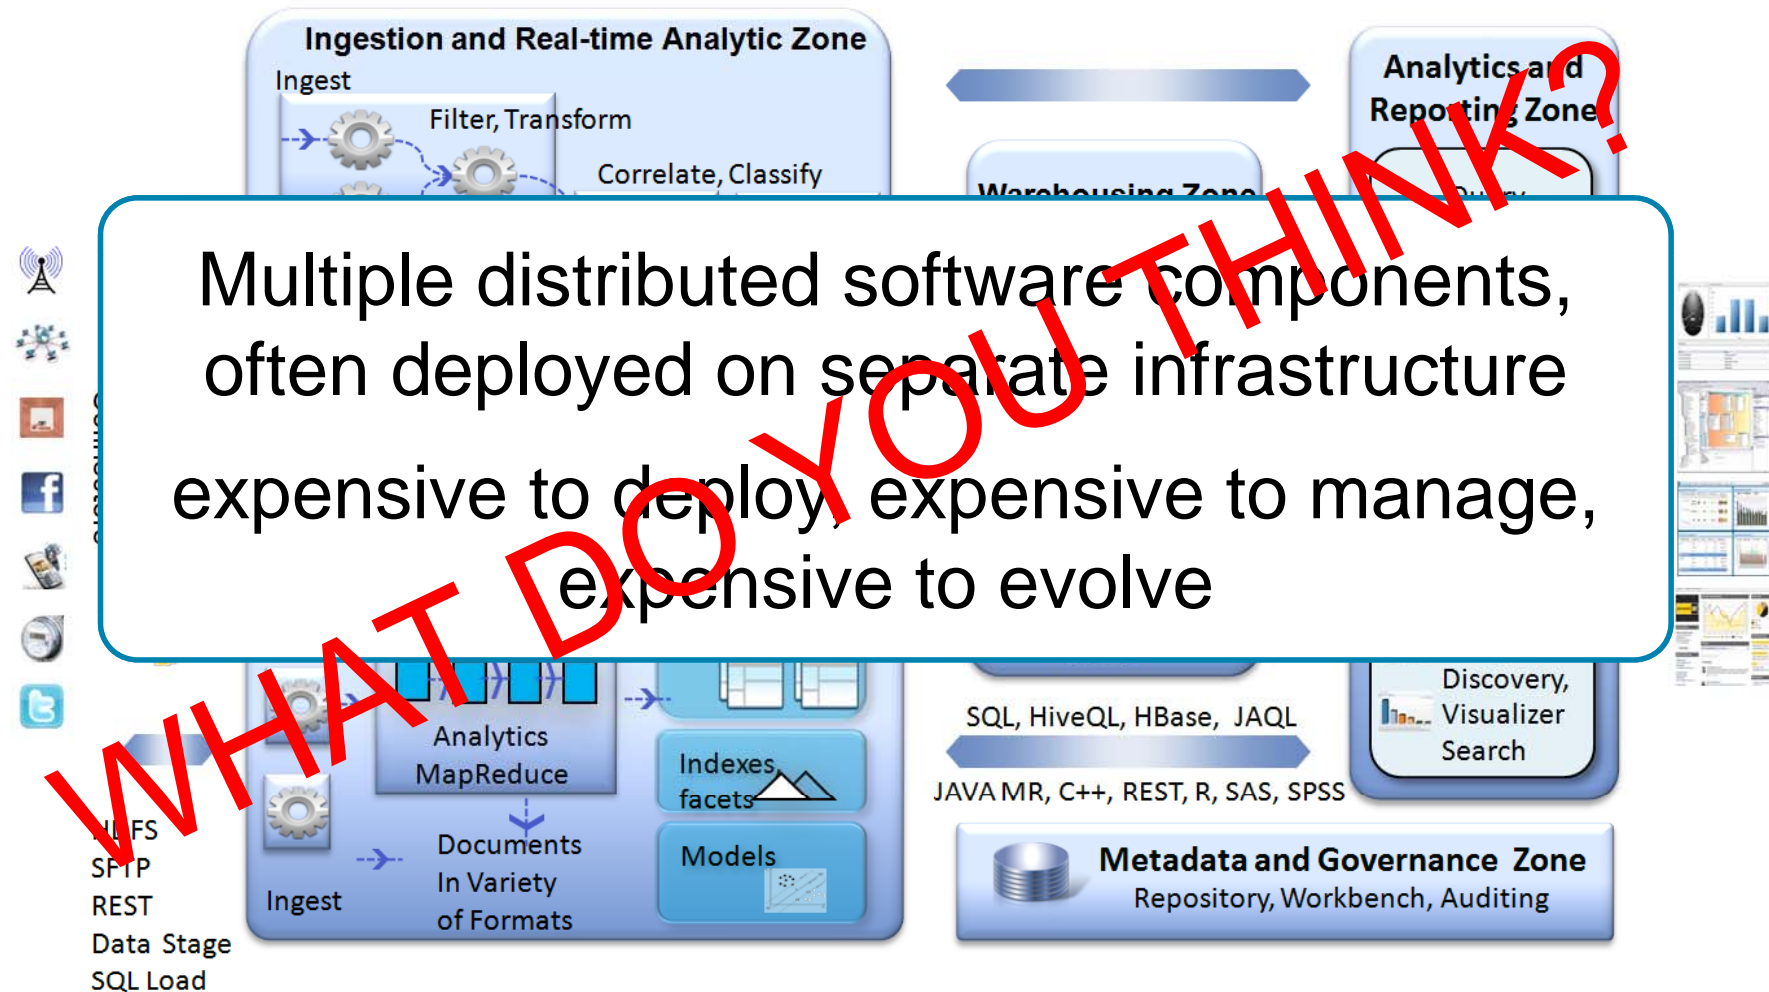 Ingestion and Real-time Analytic Zone
Ingest
Filter, Transform
Correlate, Classify
Analytics and
Reporting Zone
Warehousing Zone
Query
WHAT DO YOU THINK?
Multiple distributed software components,
often deployed on separate infrastructure
expensive to deploy, expensive to manage,
expensive to evolve
Analytics
MapReduce
Indexes,
facets
Documents
In Variety
of Formats
Models
Ingest
SQL, HiveQL, HBase, JAQL
JAVA MR, C++, REST, R, SAS, SPSS
Discovery,
Visualizer
Search
Metadata and Governance Zone
Repository, Workbench, Auditing
SFTP
REST
Data Stage
SQL Load